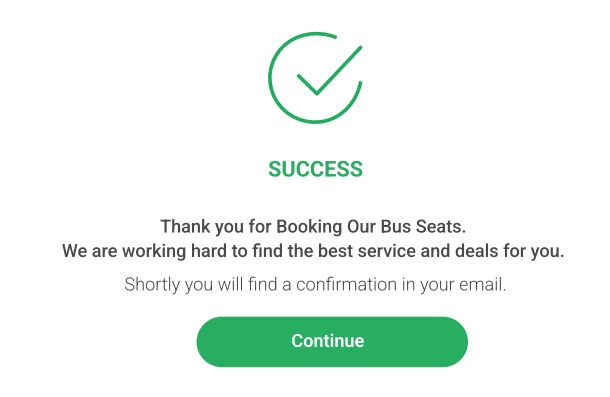 SUCCESS
Thank you for Booking Our Bus Seats.
We are working hard to find the best service and deals for you.
Shortly you will find a confirmation in your email.
Continue